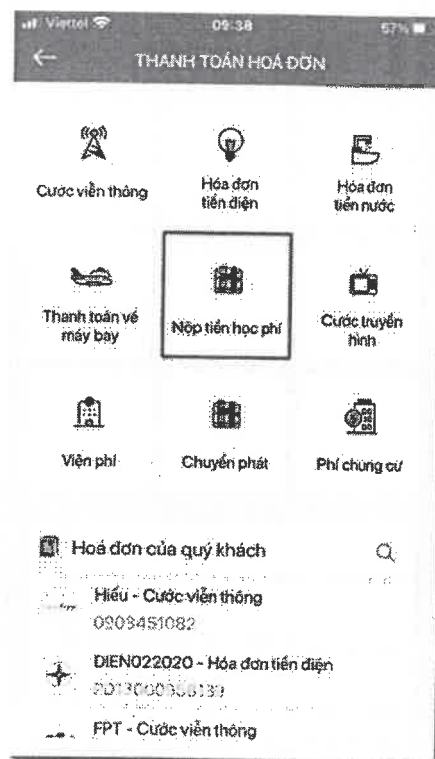 Viettel
09:38
57%
THANH TOÁN HOÁ ĐƠN
Cước viễn thông
Hóa đơn
tiền điện
Hóa đơn
tiền nước
Thanh toán vé
máy bay
Nộp tiền học phí
Cước truyền
hình
Viện phí
Chuyển phát
Phí chung cư
Hoá đơn của quý khách
Hiếu - Cước viễn thông
DIEN022020 - Hóa đơn tiền điện
FPT - Cước viễn thông